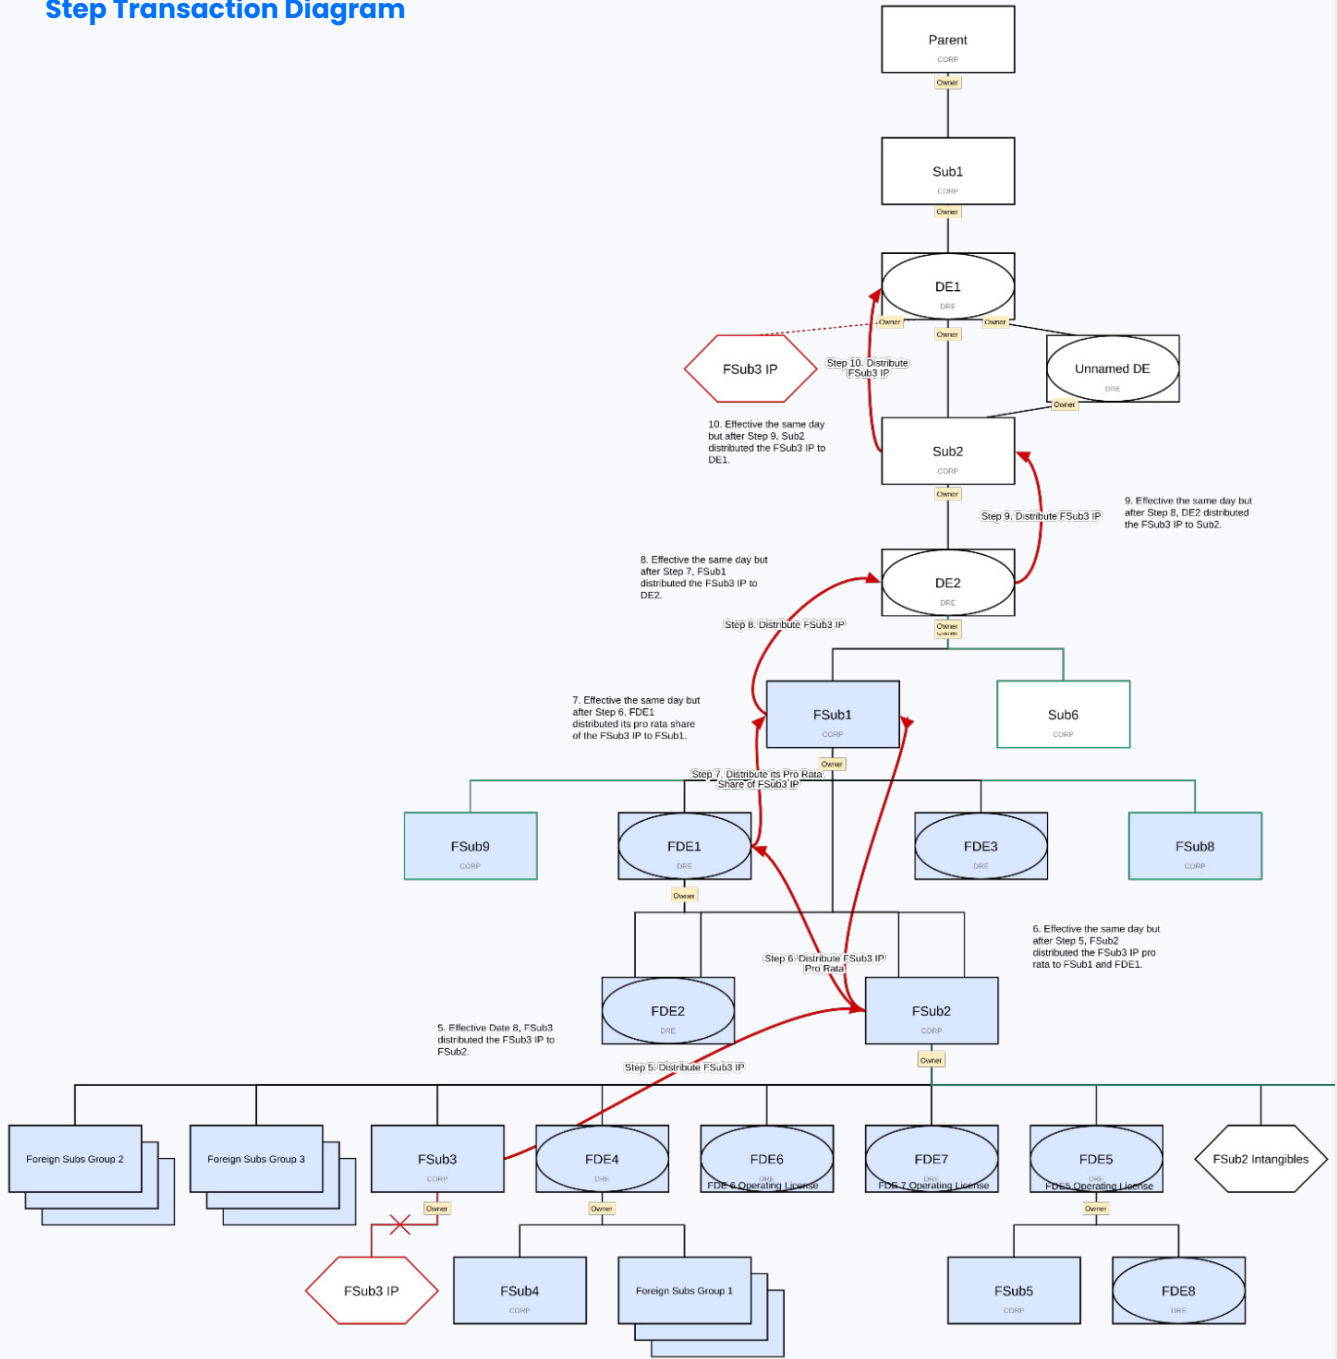 Step Transaction Diagram
Parent
CORP
Owner
Sub1
CORP
Owner
DE1
DRE
Owner
Owner
Owner
FSub3 IP
Step 10. Distribute
FSub3 IP
Unnamed DE
DRE
Owner
10. Effective the same day
but after Step 9, Sub2
distributed the FSub3 IP to
DE1.
Sub2
CORP
Owner
Step 9. Distribute FSub3 IP
9. Effective the same day but
after Step 8, DE2 distributed
the FSub3 IP to Sub2.
8. Effective the same day but
after Step 7, FSub1
distributed the FSub3 IP to
DE2.
DE2
DRE
Owner
Owner
Step 8. Distribute FSub3 IP
7. Effective the same day but
after Step 6, FDE1
distributed its pro rata share
of the FSub3 IP to FSub1.
FSub1
CORP
Owner
Sub6
CORP
Step 7. Distribute its Pro Rata
Share of FSub3 IP
FSub9
CORP
FDE1
DRE
Owner
FDE3
DRE
FSub8
CORP
6. Effective the same day but
after Step 5, FSub2
distributed the FSub3 IP pro
rata to FSub1 and FDE1.
Step 6. Distribute FSub3 IP
Pro Rata
FDE2
DRE
FSub2
CORP
Owner
5. Effective Date 8, FSub3
distributed the FSub3 IP to
FSub2.
Step 5. Distribute FSub3 IP
Foreign Subs Group 2
Foreign Subs Group 3
FSub3
CORP
Owner
FDE4
DRE
Owner
FDE6
DRE
FDE 6 Operating License
FDE7
DRE
FDE 7 Operating License
FDE5
DRE
FDE5 Operating License
Owner
FSub2 Intangibles
FSub3 IP
FSub4
CORP
Foreign Subs Group 1
FSub5
CORP
FDE8
DRE